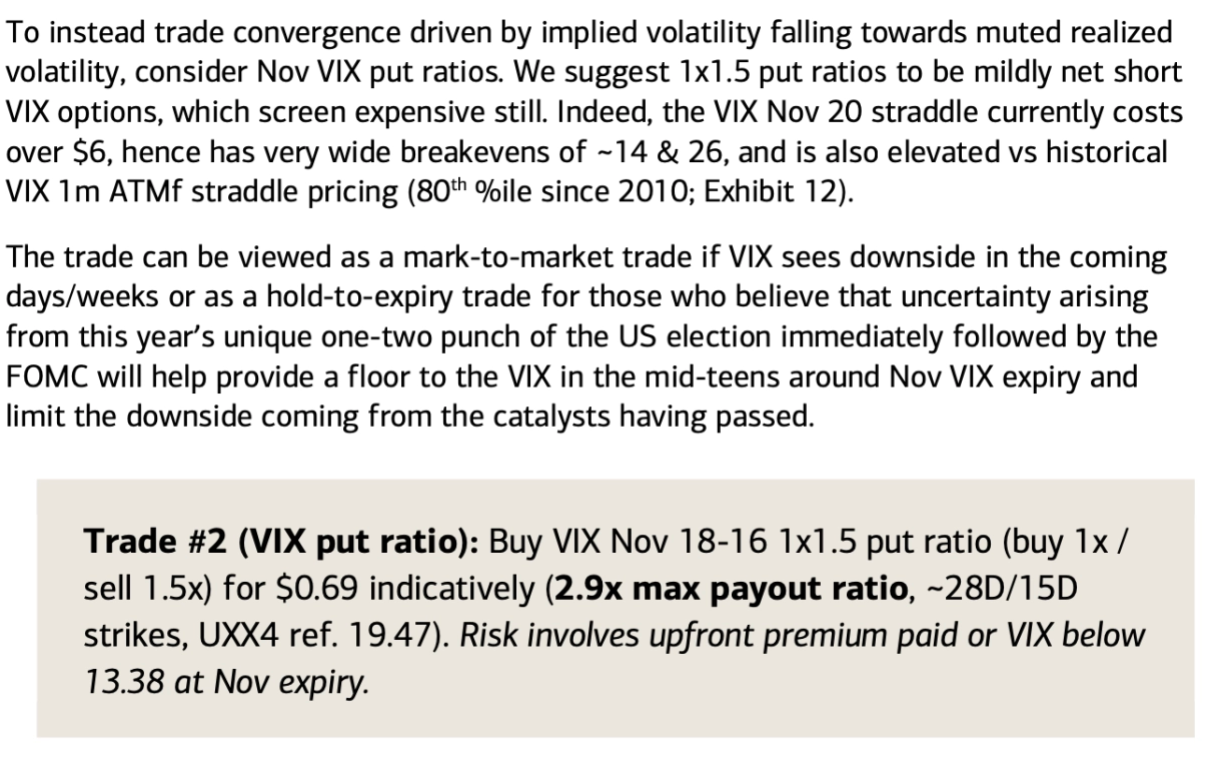 To instead trade convergence driven by implied volatility falling towards muted realized
volatility, consider Nov VIX put ratios. We suggest 1x1.5 put ratios to be mildly net short
VIX options, which screen expensive still. Indeed, the VIX Nov 20 straddle currently costs
over $6, hence has very wide breakevens of ~14 & 26, and is also elevated vs historical
VIX 1m ATMf straddle pricing (80th %ile since 2010; Exhibit 12).
The trade can be viewed as a mark-to-market trade if VIX sees downside in the coming
days/weeks or as a hold-to-expiry trade for those who believe that uncertainty arising
from this year's unique one-two punch of the US election immediately followed by the
FOMC will help provide a floor to the VIX in the mid-teens around Nov VIX expiry and
limit the downside coming from the catalysts having passed.
Trade #2 (VIX put ratio): Buy VIX Nov 18-16 1x1.5 put ratio (buy 1x /
sell 1.5x) for $0.69 indicatively (2.9x max payout ratio, ~28D/15D
strikes, UXX4 ref. 19.47). Risk involves upfront premium paid or VIX below
13.38 at Nov expiry.